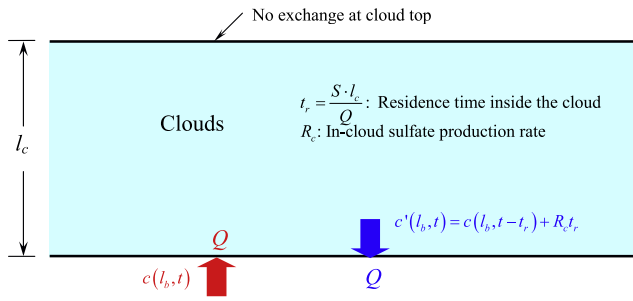 No exchange at cloud top
t_r = S·l_c / Q : Residence time inside the cloud
R_c: In-cloud sulfate production rate
Clouds
l_c
c'(l_b,t) = c(l_b,t−t_r) + R_c t_r
Q
c(l_b,t)
Q